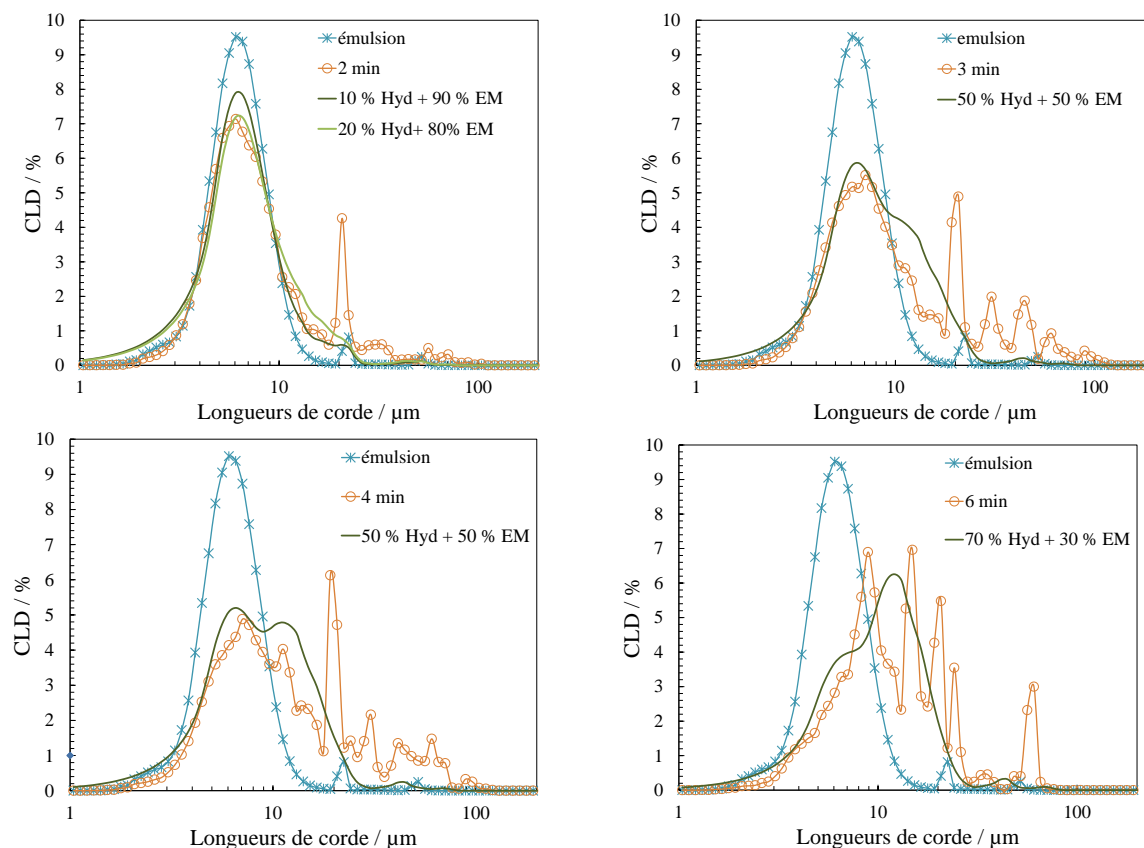 CLD / %
10
9
8
7
6
5
4
3
2
1
0
émulsion
2 min
10 % Hyd + 90 % EM
20 % Hyd+ 80% EM
1
10
100
Longueurs de corde / µm
CLD / %
10
9
8
7
6
5
4
3
2
1
0
emulsion
3 min
50 % Hyd + 50 % EM
1
10
100
Longueurs de corde / µm
CLD / %
10
9
8
7
6
5
4
3
2
1
0
émulsion
4 min
50 % Hyd + 50 % EM
1
10
100
Longueurs de corde / µm
CLD / %
10
9
8
7
6
5
4
3
2
1
0
émulsion
6 min
70 % Hyd + 30 % EM
1
10
100
Longueurs de corde / µm